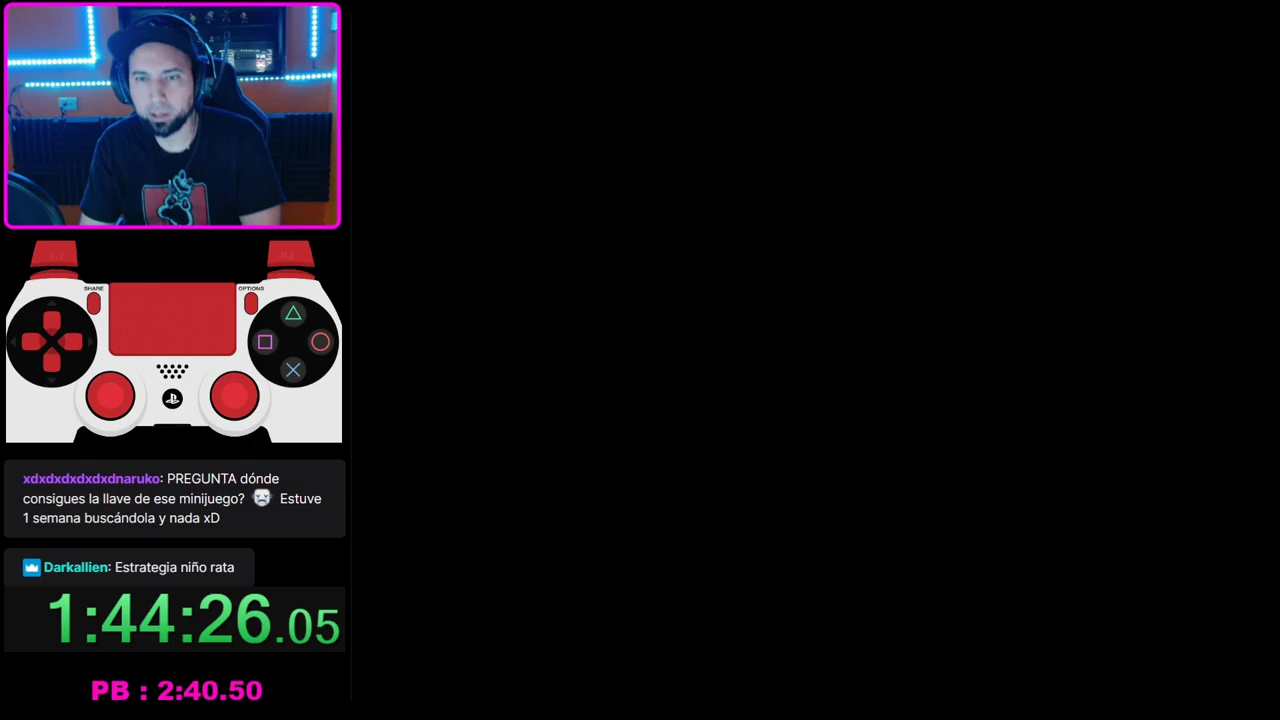 SHARE
OPTIONS
xdxdxdxdxdxdnaruko: PREGUNTA dónde
consigues la llave de ese minijuego? Estuve
1 semana buscándola y nada xD
Darkallien: Estrategia niño rata
1:44:26.05
PB : 2:40.50